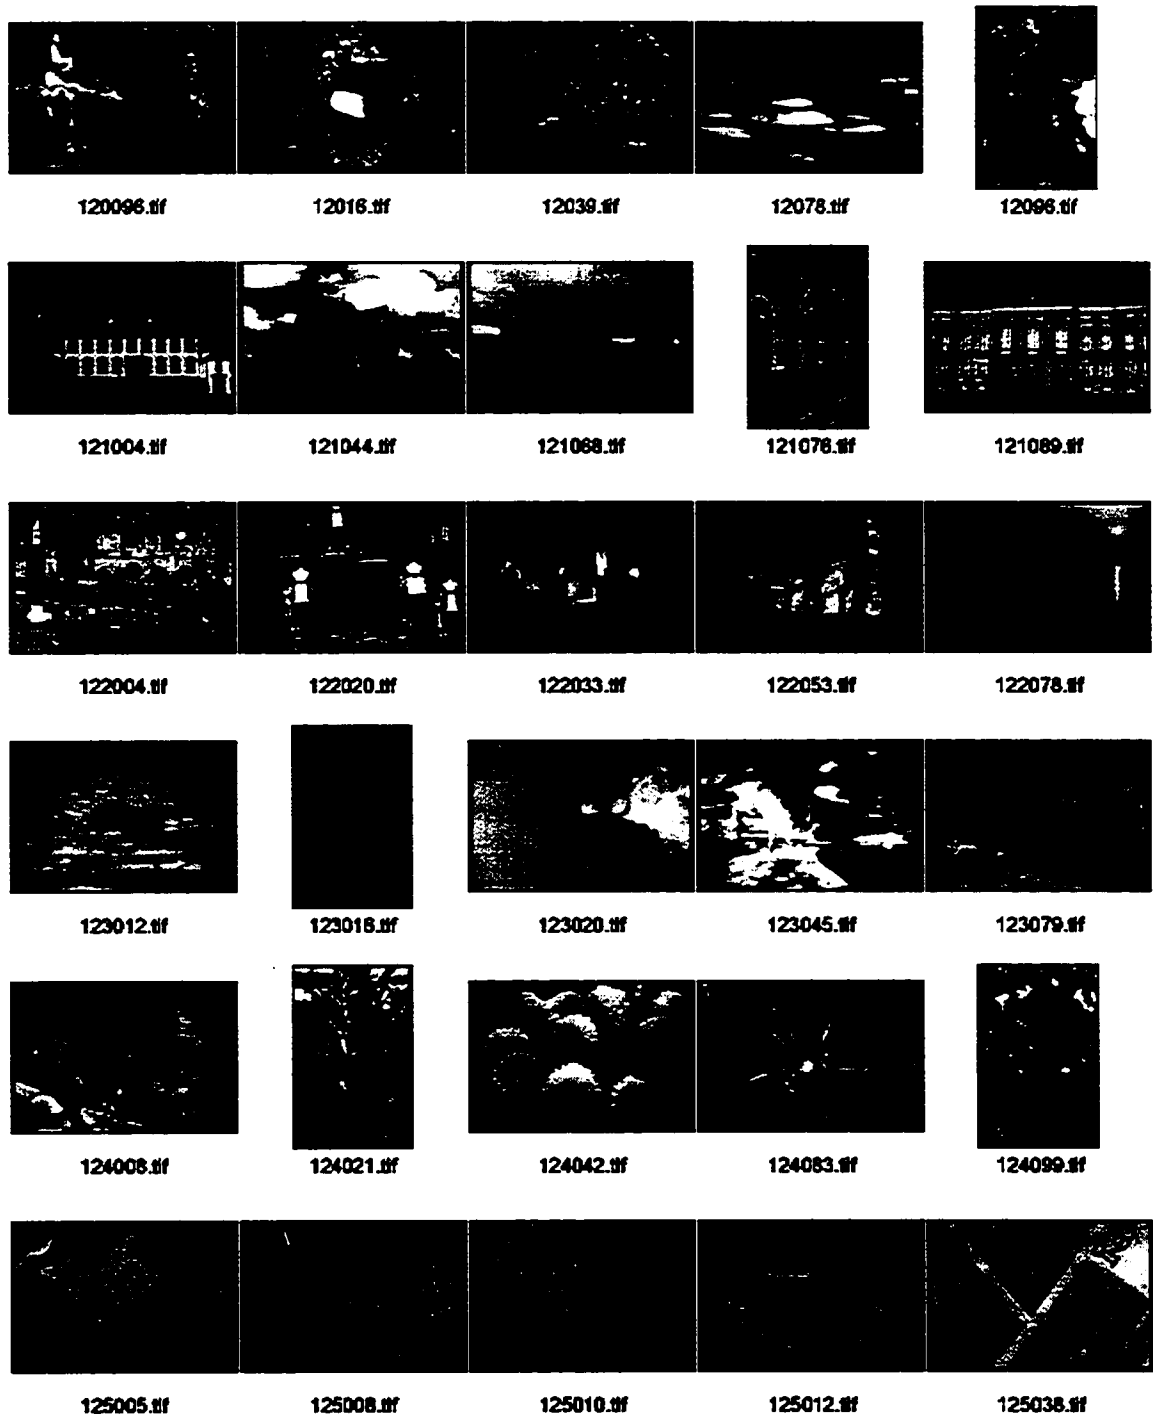 120096.tif 12016.tif 12039.tif 12078.tif 12096.tif
121004.tif 121044.tif 121068.tif 121076.tif 121089.tif
122004.tif 122020.tif 122033.tif 122053.tif 122078.tif
123012.tif 123016.tif 123020.tif 123045.tif 123079.tif
124008.tif 124021.tif 124042.tif 124083.tif 124099.tif
125005.tif 125008.tif 125010.tif 125012.tif 125038.tif